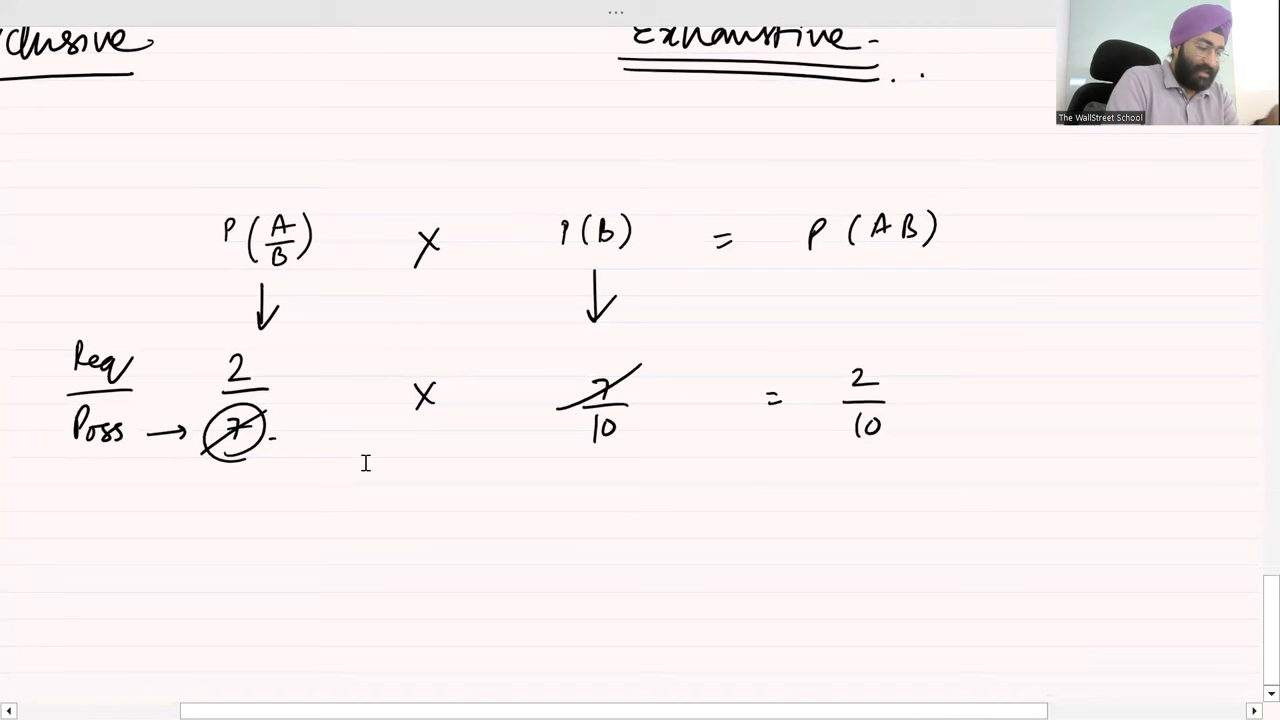 clusive
Exhaustive
The WallStreet School
P(A/B) X P(B) = P(AB)
Req/Poss → 2/7 X 7/10 = 2/10